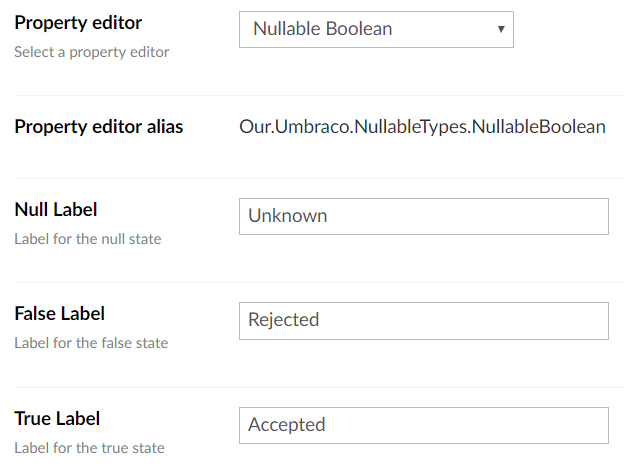 Property editor
Nullable Boolean
Select a property editor
Property editor alias
Our.Umbraco.NullableTypes.NullableBoolean
Null Label
Unknown
Label for the null state
False Label
Rejected
Label for the false state
True Label
Accepted
Label for the true state